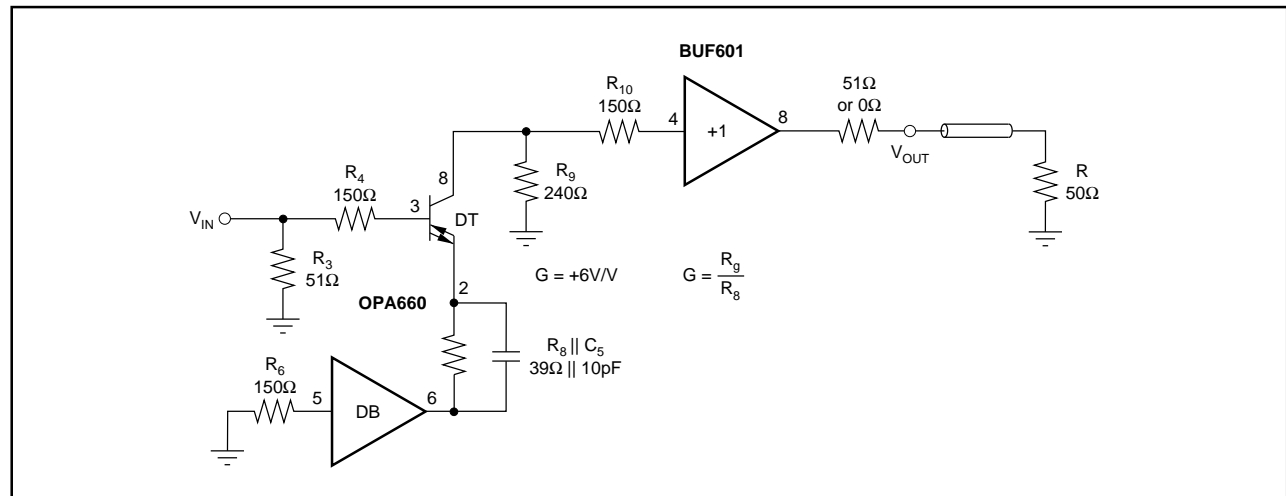 BUF601
R10
150Ω
4
+1
8
51Ω
or 0Ω
VOUT
R
50Ω
8
R9
240Ω
R4
150Ω
VIN
3
DT
R3
51Ω
G = +6V/V
G = Rg
R8
OPA660
2
R8 || C5
39Ω || 10pF
R6
150Ω
5
DB
6